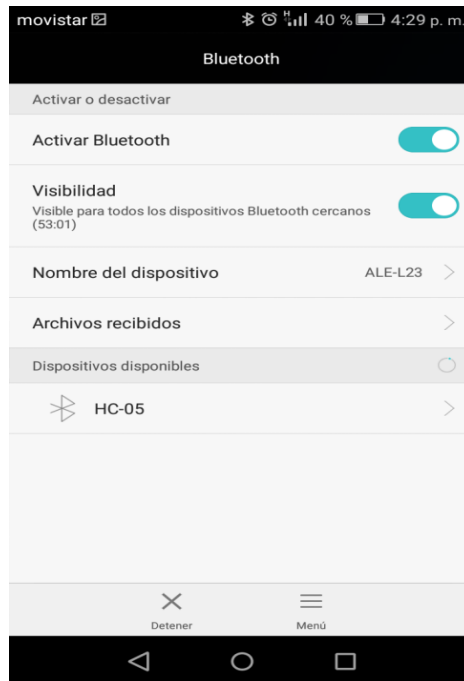 movistar H 40 % 4:29 p. m.
Bluetooth
Activar o desactivar
Activar Bluetooth
Visibilidad
Visible para todos los dispositivos Bluetooth cercanos
(53:01)
Nombre del dispositivo ALE-L23
Archivos recibidos
Dispositivos disponibles
HC-05
Detener Menú